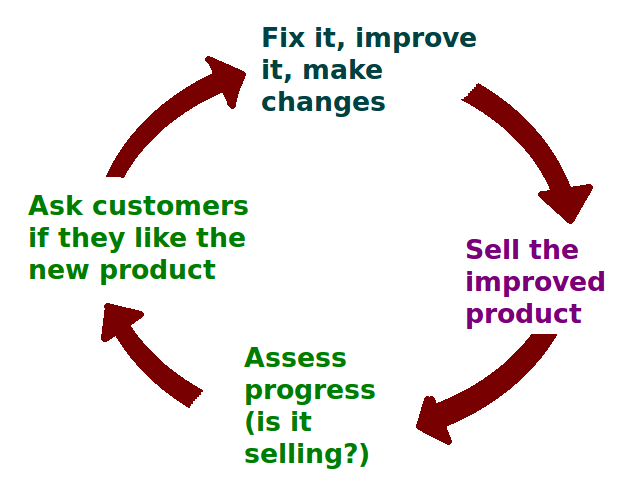 Fix it, improve
it, make
changes
Sell the
improved
product
Assess
progress
(is it
selling?)
Ask customers
if they like the
new product